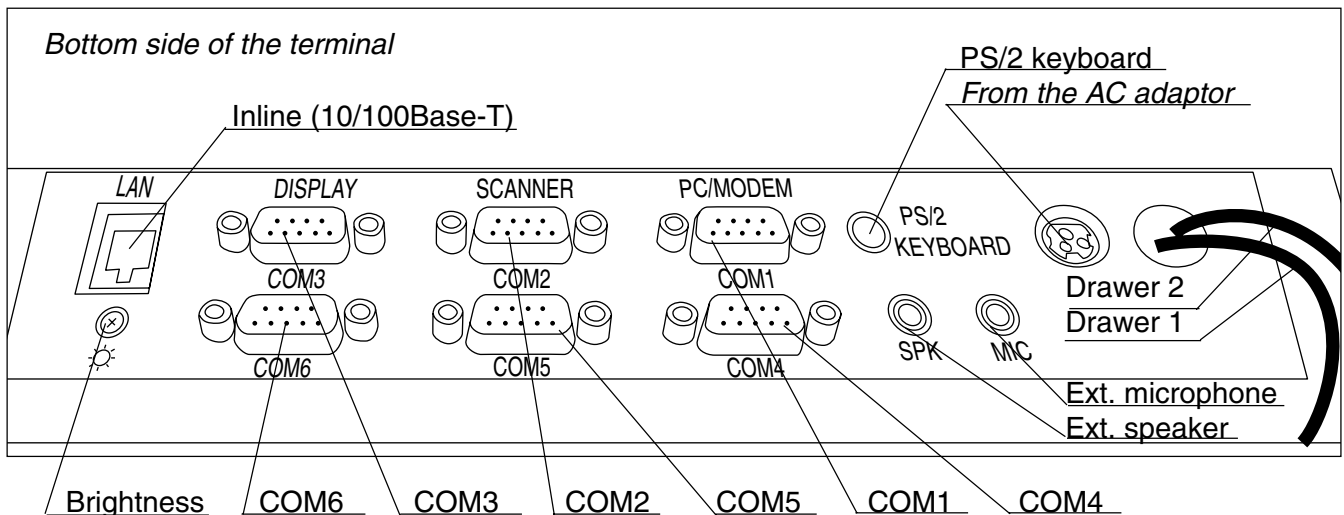 Bottom side of the terminal
PS/2 keyboard
From the AC adaptor
Inline (10/100Base-T)
LAN
DISPLAY
SCANNER
PC/MODEM
PS/2
KEYBOARD
COM3
COM2
COM1
Drawer 2
Drawer 1
SPK
MIC
COM6
COM5
COM4
Ext. microphone
Ext. speaker
Brightness
COM6
COM3
COM2
COM5
COM1
COM4